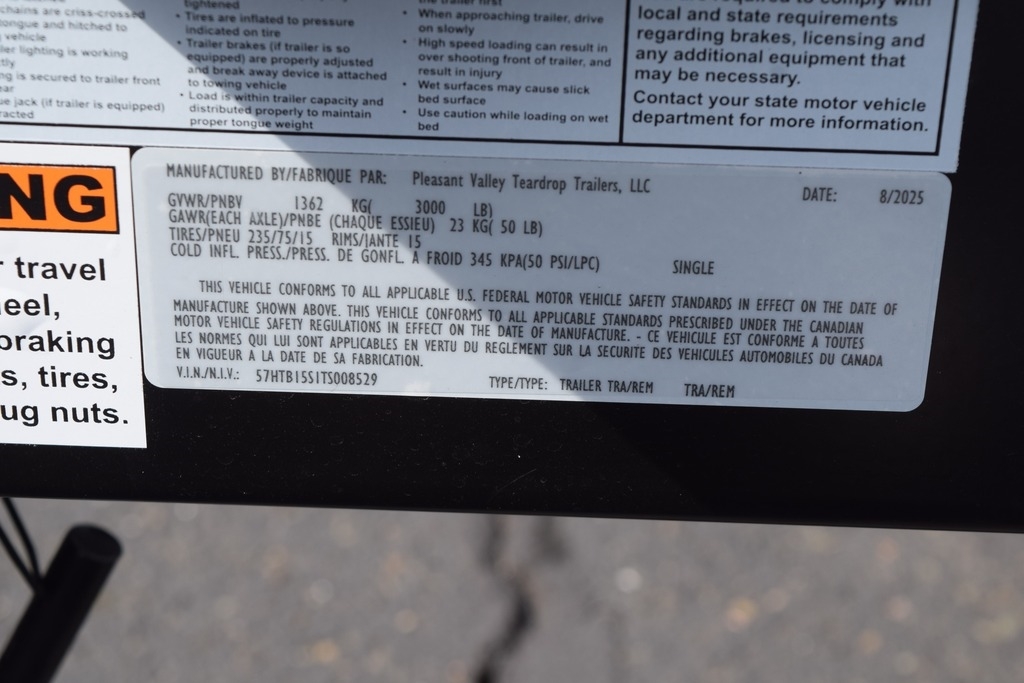 chains are criss-crossed
tongue and hitched to
vehicle
ler lighting is working
tly
ng is secured to trailer front
ear
ue jack (if trailer is equipped)
racted
tightened
• Tires are inflated to pressure
indicated on tire
• Trailer brakes (if trailer is so
equipped) are properly adjusted
and break away device is attached
to towing vehicle
• Load is within trailer capacity and
distributed properly to maintain
proper tongue weight
the trailer first
• When approaching trailer, drive
on slowly
• High speed loading can result in
over shooting front of trailer, and
result in injury
• Wet surfaces may cause slick
bed surface
• Use caution while loading on wet
bed
required to comply with
local and state requirements
regarding brakes, licensing and
any additional equipment that
may be necessary.
Contact your state motor vehicle
department for more information.
NG
r travel
heel,
braking
s, tires,
ug nuts.
MANUFACTURED BY/FABRIQUE PAR: Pleasant Valley Teardrop Trailers, LLC DATE: 8/2025
GVWR/PNBV 1362 KG( 3000 LB)
GAWR(EACH AXLE)/PNBE (CHAQUE ESSIEU) 23 KG( 50 LB)
TIRES/PNEU 235/75/15 RIMS/JANTE 15
COLD INFL. PRESS./PRESS. DE GONFL. A FROID 345 KPA(50 PSI/LPC) SINGLE
THIS VEHICLE CONFORMS TO ALL APPLICABLE U.S. FEDERAL MOTOR VEHICLE SAFETY STANDARDS IN EFFECT ON THE DATE OF
MANUFACTURE SHOWN ABOVE. THIS VEHICLE CONFORMS TO ALL APPLICABLE STANDARDS PRESCRIBED UNDER THE CANADIAN
MOTOR VEHICLE SAFETY REGULATIONS IN EFFECT ON THE DATE OF MANUFACTURE. - CE VEHICULE EST CONFORME A TOUTES
LES NORMES QUI LUI SONT APPLICABLES EN VERTU DU REGLEMENT SUR LA SECURITE DES VEHICULES AUTOMOBILES DU CANADA
EN VIGUEUR A LA DATE DE SA FABRICATION.
V.I.N./N.I.V.: 57HTB15S1TS008529 TYPE/TYPE: TRAILER TRA/REM TRA/REM